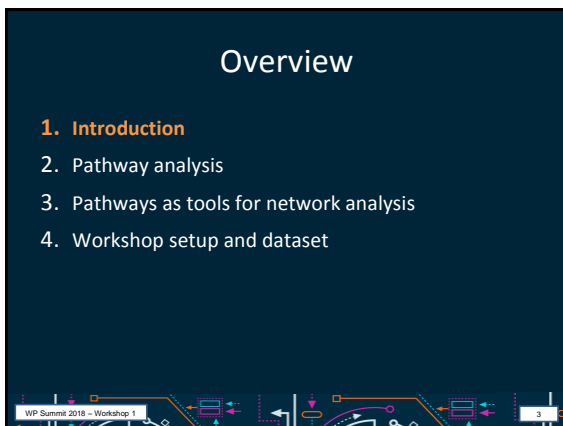 Overview
1. Introduction
2. Pathway analysis
3. Pathways as tools for network analysis
4. Workshop setup and dataset
WP Summit 2018 – Workshop 1
3